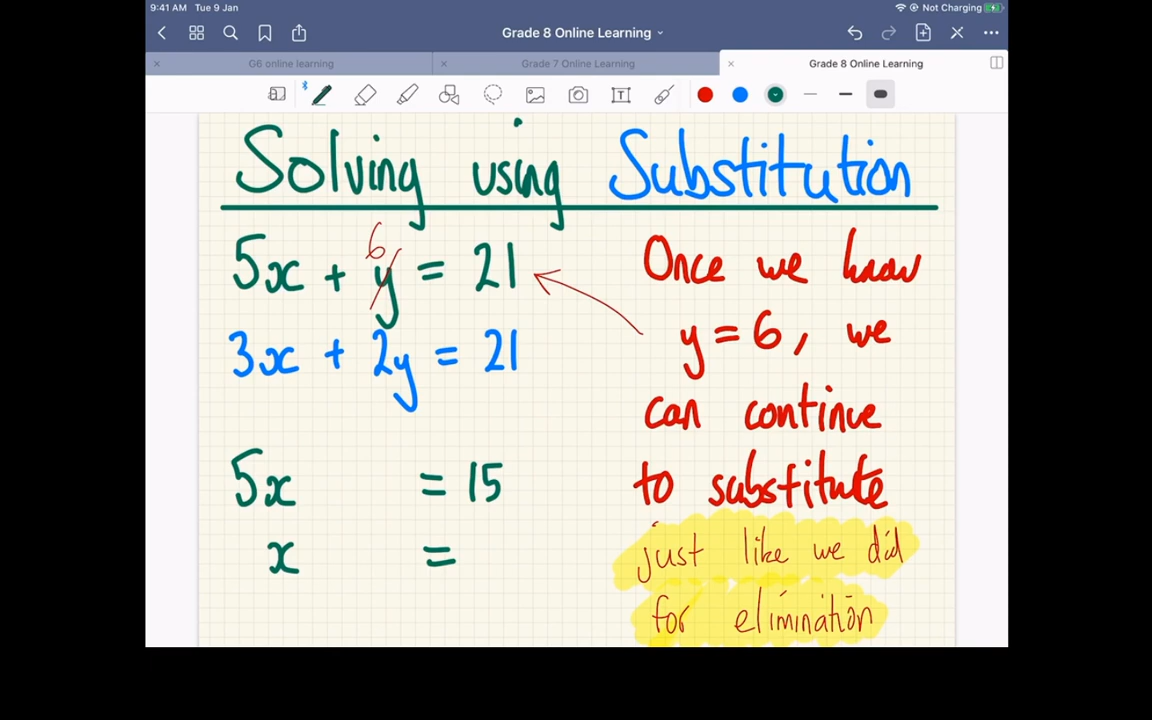 9:41 AM Tue 9 Jan
Not Charging
Grade 8 Online Learning
G6 online learning
Grade 7 Online Learning
Grade 8 Online Learning
Solving using Substitution
5x + y = 21
6
3x + 2y = 21
5x = 15
x =
Once we know
y = 6, we
can continue
to substitute
just like we did
for elimination